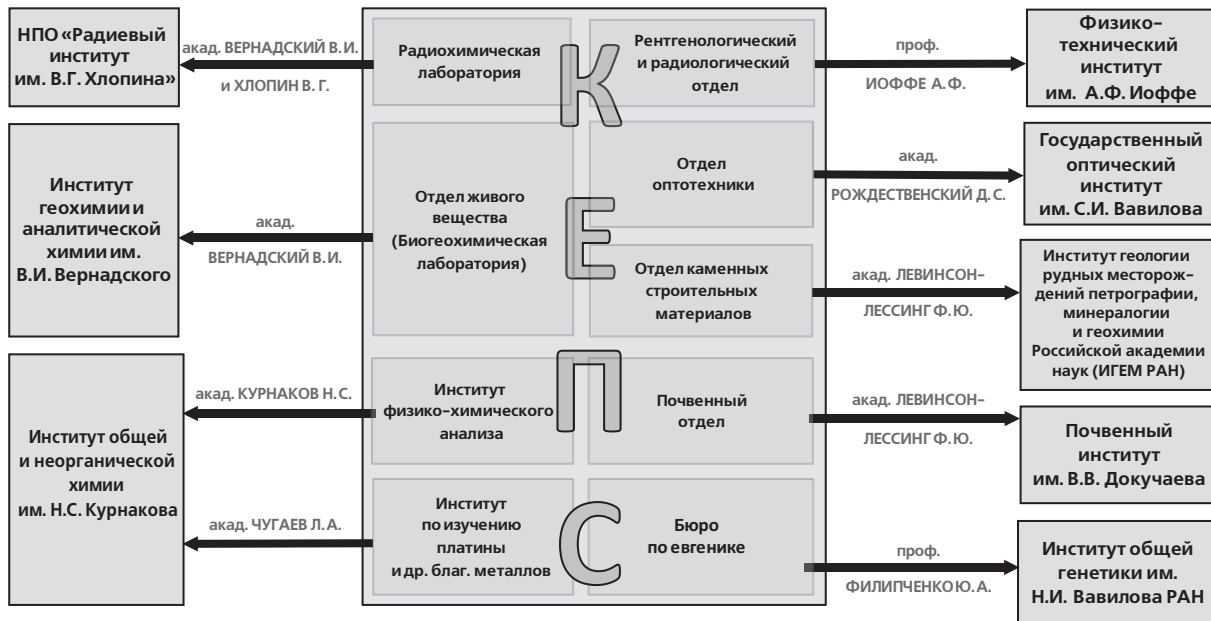 НПО «Радиевый
институт
им. В.Г. Хлопина»
акад. ВЕРНАДСКИЙ В.И.
и ХЛОПИН В.Г.
Радиохимическая
лаборатория
К
Рентгенологический
и радиологический
отдел
проф.
ИОФФЕ А.Ф.
Физико-
технический
институт
им. А.Ф. Иоффе
Институт
геохимии и
аналитической
химии им.
В.И. Вернадского
акад.
ВЕРНАДСКИЙ В.И.
Отдел живого
вещества
(Биогеохимическая
лаборатория)
Е
Отдел
оптотехники
акад.
РОЖДЕСТВЕНСКИЙ Д.С.
Государственный
оптический
институт
им. С.И. Вавилова
Отдел каменных
строительных
материалов
акад. ЛЕВИНСОН-
ЛЕССИНГ Ф.Ю.
Институт геологии
рудных месторож-
дений петрографии,
минералогии
и геохимии
Российской академии
наук (ИГЕМ РАН)
Институт общей
и неорганической
химии
им. Н.С. Курнакова
акад. КУРНАКОВ Н.С.
Институт
физико-химического
анализа
П
Почвенный
отдел
акад. ЛЕВИНСОН-
ЛЕССИНГ Ф.Ю.
Почвенный
институт
им. В.В. Докучаева
акад. ЧУГАЕВ Л.А.
Институт
по изучению
платины
и др. благ. металлов
С
Бюро
по евгенике
проф.
ФИЛИПЧЕНКО Ю.А.
Институт общей
генетики им.
Н.И. Вавилова РАН